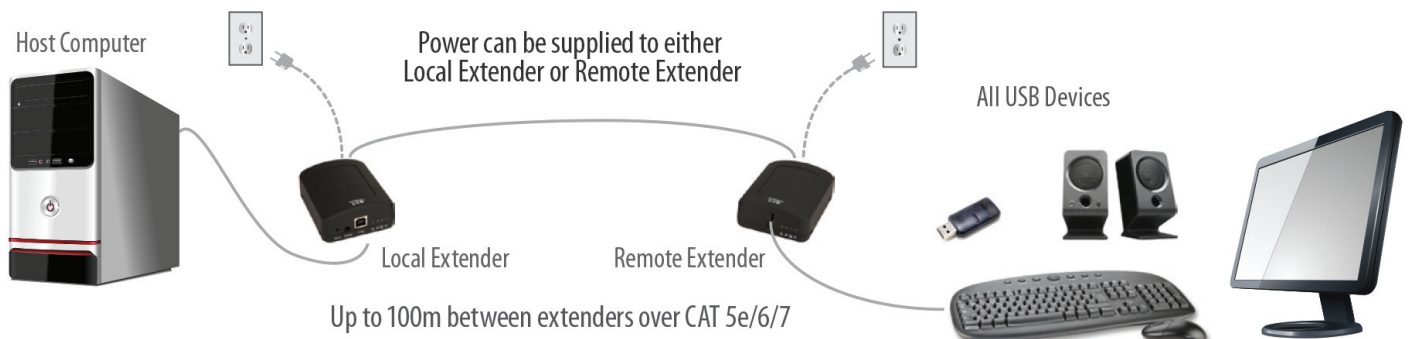 Host Computer
Power can be supplied to either
Local Extender or Remote Extender
All USB Devices
Local Extender
Remote Extender
Up to 100m between extenders over CAT 5e/6/7